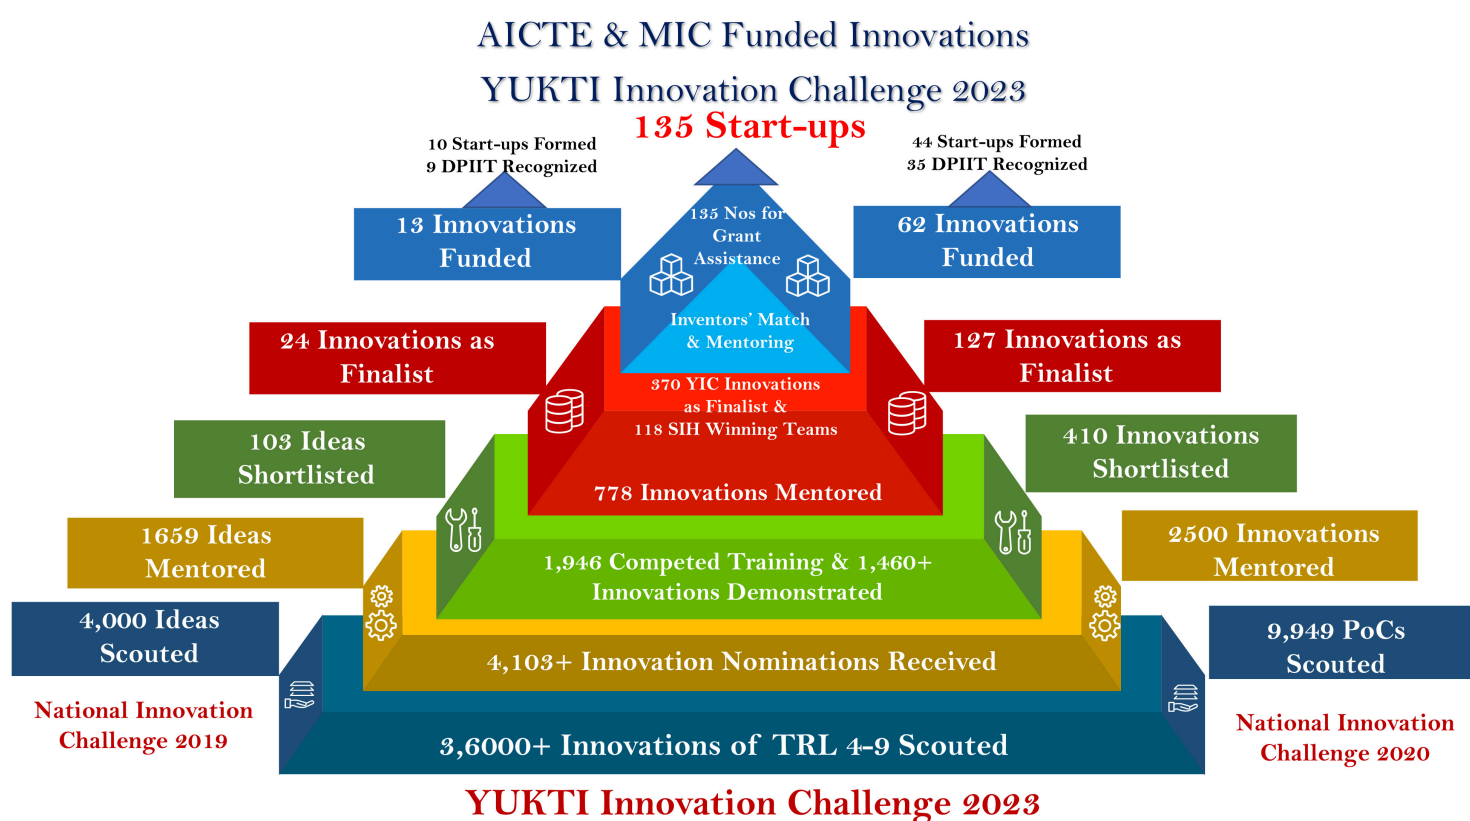 AICTE & MIC Funded Innovations
YUKTI Innovation Challenge 2023
135 Start-ups
10 Start-ups Formed
9 DPIIT Recognized
44 Start-ups Formed
35 DPIIT Recognized
13 Innovations
Funded
135 Nos for
Grant
Assistance
62 Innovations
Funded
Inventors' Match
& Mentoring
24 Innovations as
Finalist
127 Innovations as
Finalist
370 YIC Innovations
as Finalist &
118 SIH Winning Teams
103 Ideas
Shortlisted
410 Innovations
Shortlisted
778 Innovations Mentored
1659 Ideas
Mentored
2500 Innovations
Mentored
1,946 Competed Training & 1,460+
Innovations Demonstrated
4,000 Ideas
Scouted
9,949 PoCs
Scouted
4,103+ Innovation Nominations Received
National Innovation
Challenge 2019
National Innovation
Challenge 2020
3,6000+ Innovations of TRL 4-9 Scouted
YUKTI Innovation Challenge 2023